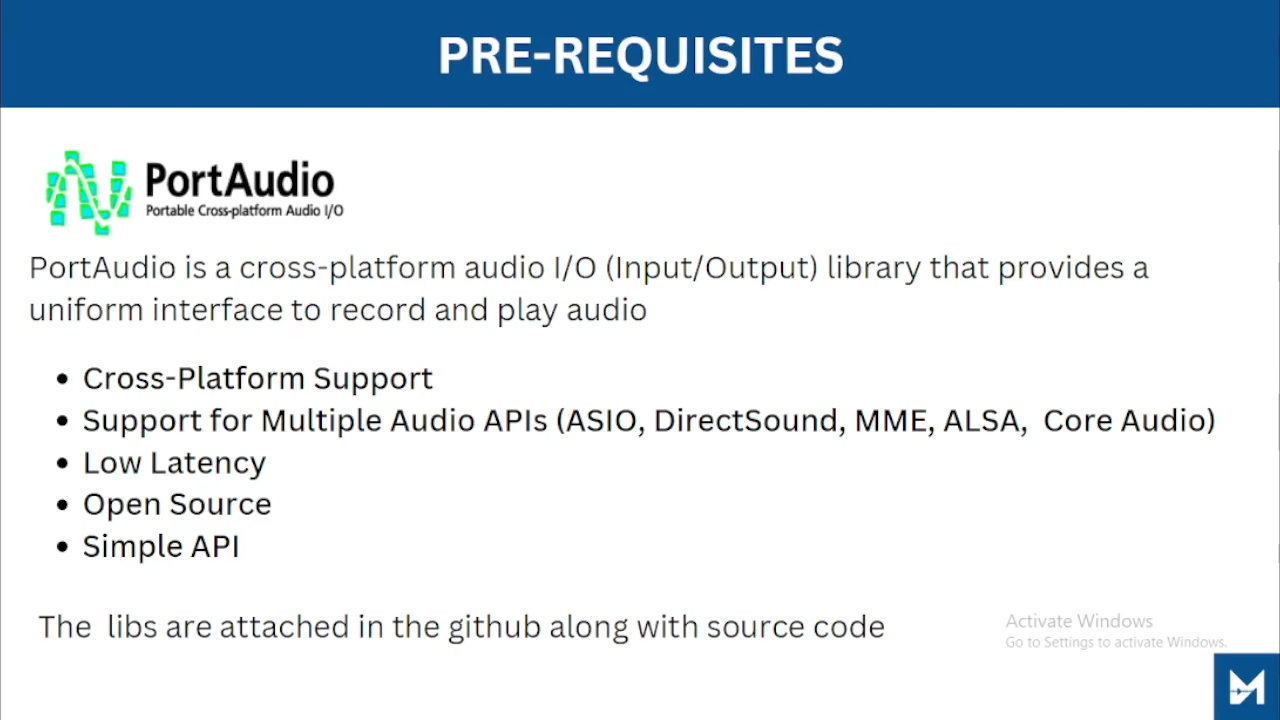 PRE-REQUISITES
PortAudio
Portable Cross-platform Audio I/O
PortAudio is a cross-platform audio I/O (Input/Output) library that provides a
uniform interface to record and play audio
• Cross-Platform Support
• Support for Multiple Audio APIs (ASIO, DirectSound, MME, ALSA,  Core Audio)
• Low Latency
• Open Source
• Simple API
The  libs are attached in the github along with source code
Activate Windows
Go to Settings to activate Windows.